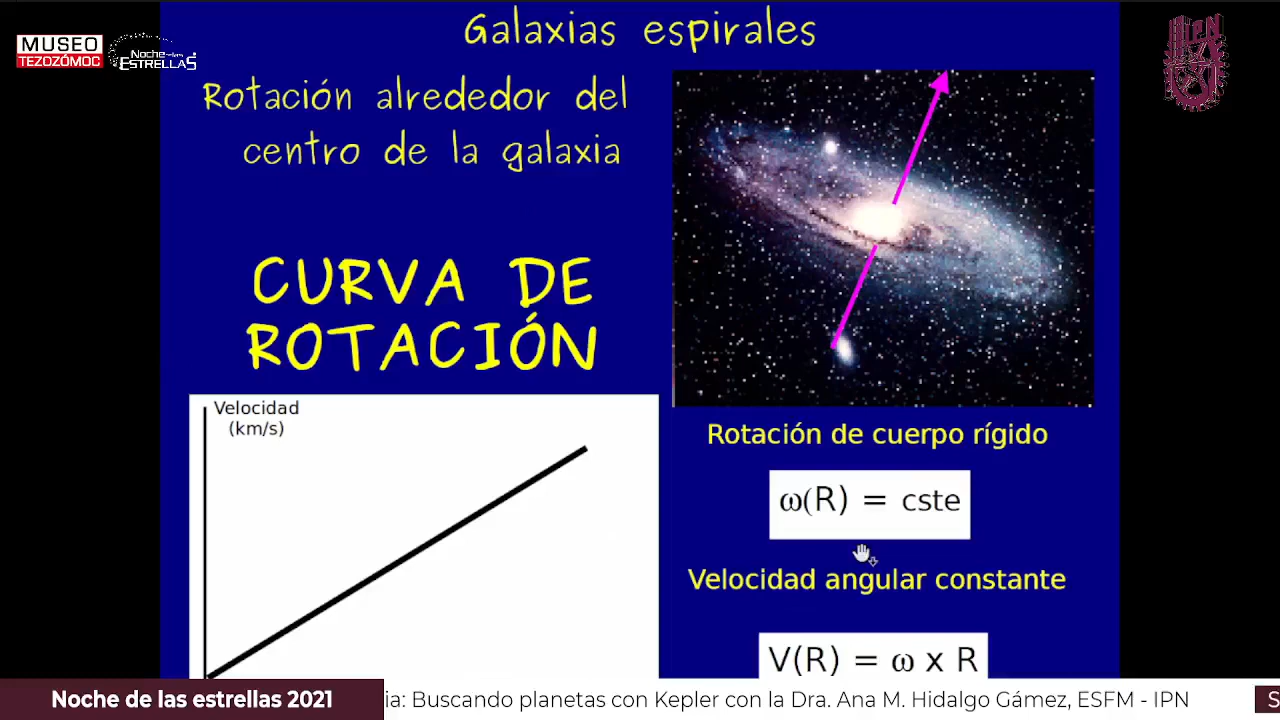 Galaxias espirales
MUSEO
TEZOZÓMOC
Noche de las
ESTRELLAS
IPN
Rotación alrededor del
centro de la galaxia
CURVA DE
ROTACIÓN
Velocidad
(km/s)
Rotación de cuerpo rígido
ω(R) = cste
Velocidad angular constante
V(R) = ω x R
Noche de las estrellas 2021
ia: Buscando planetas con Kepler con la Dra. Ana M. Hidalgo Gámez, ESFM - IPN
S